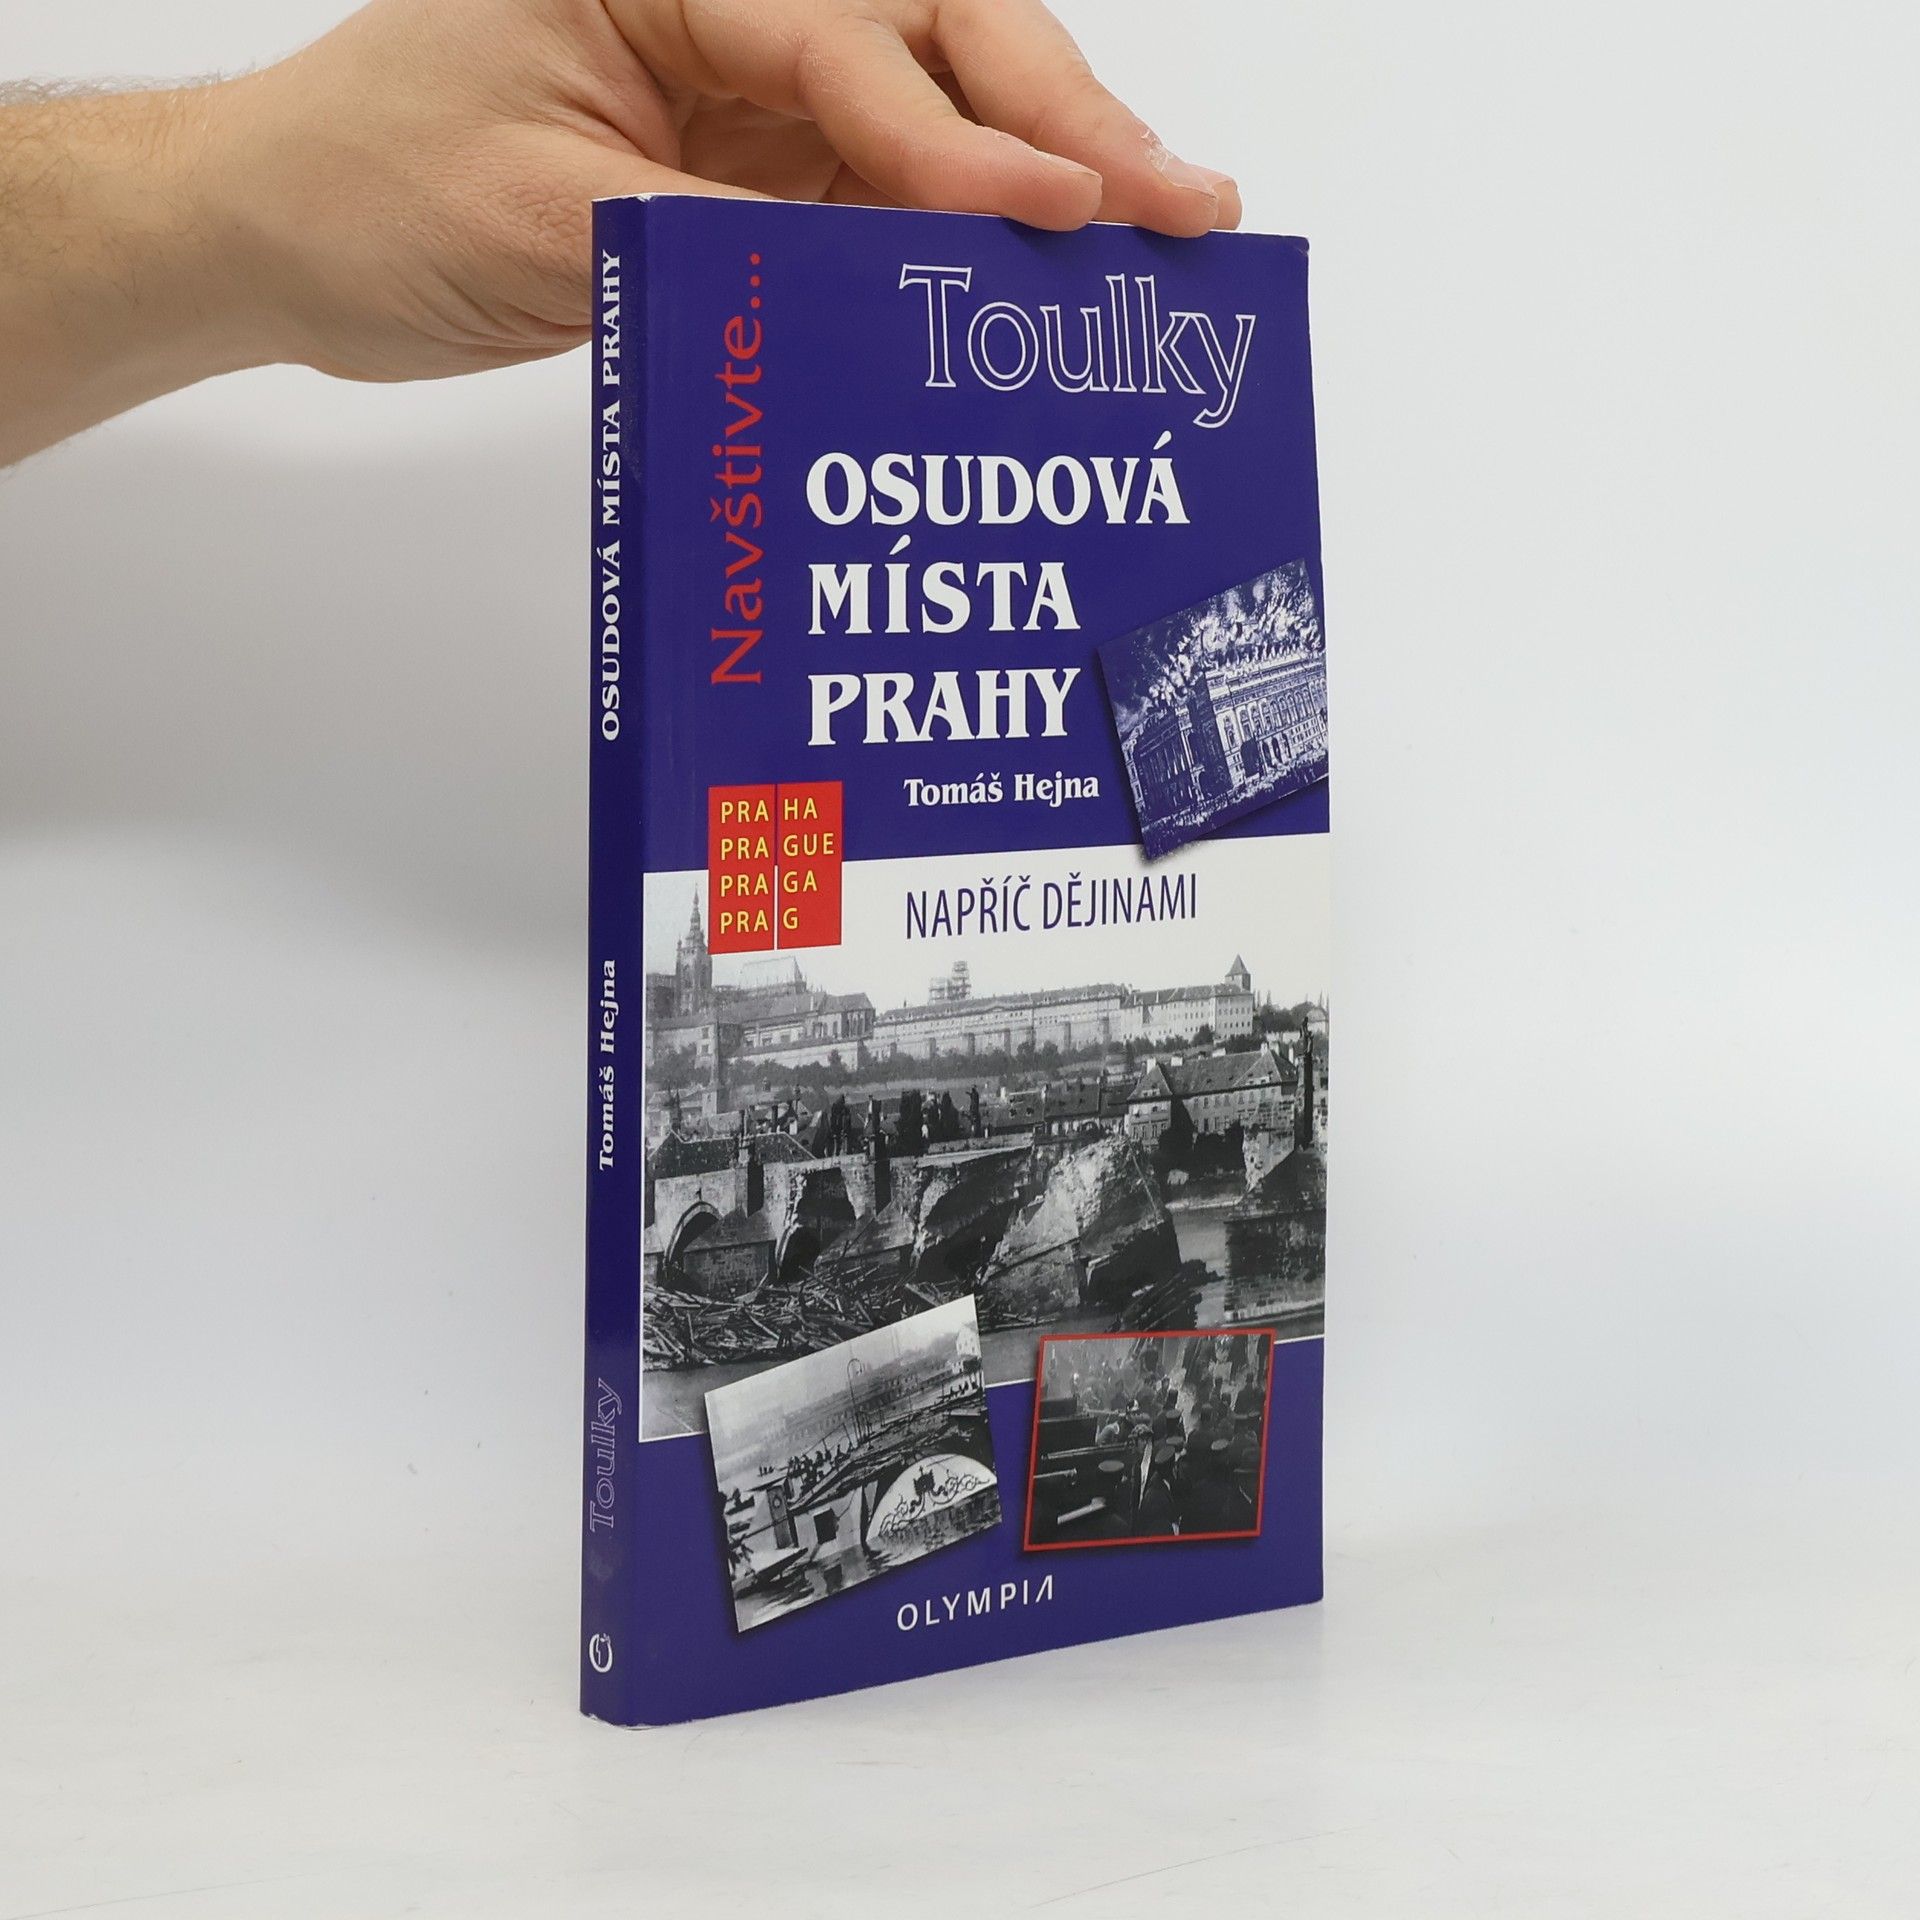 OSUDOVÁ MÍSTA PRAHY
Tomáš Hejna
Toulky
Navštivte...
Toulky
OSUDOVÁ
MÍSTA
PRAHY
Tomáš Hejna
PRA HA
PRA GUE
PRA GA
PRA G
NAPŘÍČ DĚJINAMI
OLYMPIA